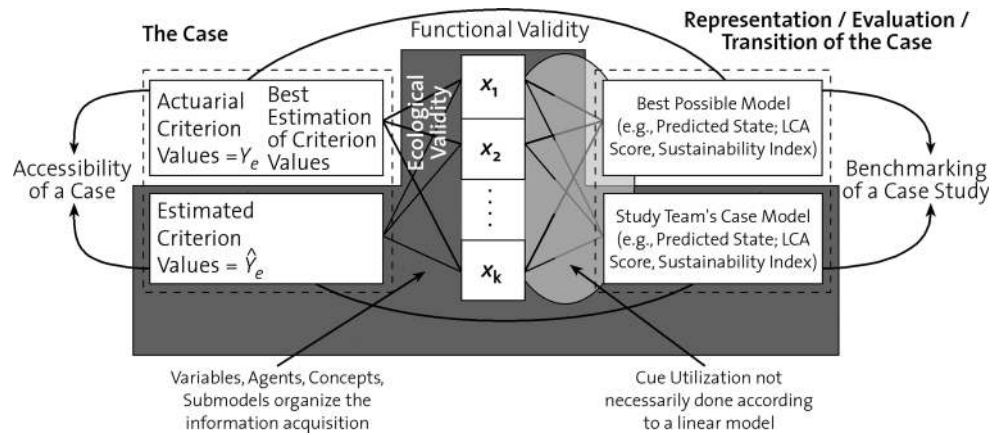 The Case
Functional Validity
Representation / Evaluation /
Transition of the Case
Accessibility
of a Case
Actuarial
Criterion
Values = Yₑ
Best
Estimation
of Criterion
Values
Estimated
Criterion
Values = Ŷₑ
Ecological
Validity
x₁
x₂
⋮
xₖ
Best Possible Model
(e.g., Predicted State; LCA
Score, Sustainability Index)
Study Team's Case Model
(e.g., Predicted State; LCA
Score, Sustainability Index)
Benchmarking
of a Case Study
Variables, Agents, Concepts,
Submodels organize the
information acquisition
Cue Utilization not
necessarily done according
to a linear model